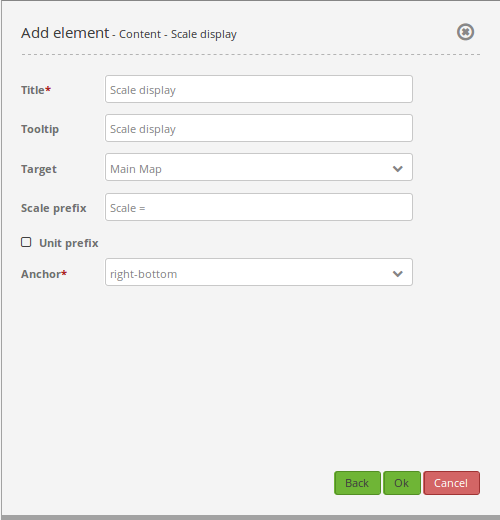 Add element - Content - Scale display
Title* Scale display
Tooltip Scale display
Target Main Map
Scale prefix Scale =
Unit prefix
Anchor* right-bottom
Back Ok Cancel